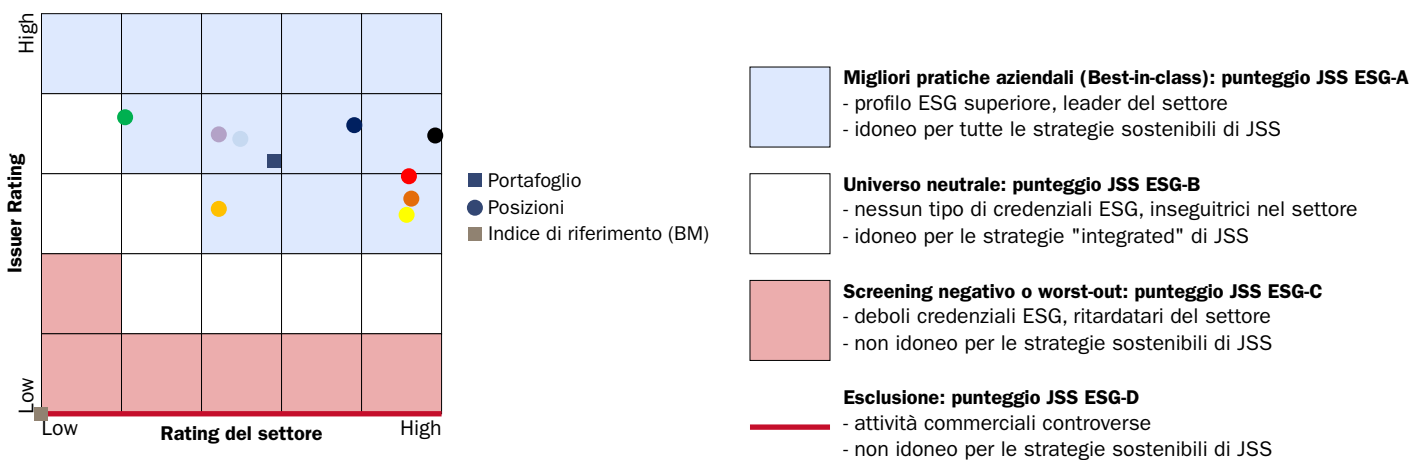 High
Issuer Rating
Low
Low
Rating del settore
High
Portafoglio
Posizioni
Indice di riferimento (BM)
Migliori pratiche aziendali (Best-in-class): punteggio JSS ESG-A
- profilo ESG superiore, leader del settore
- idoneo per tutte le strategie sostenibili di JSS
Universo neutrale: punteggio JSS ESG-B
- nessun tipo di credenziali ESG, inseguitrici nel settore
- idoneo per le strategie "integrated" di JSS
Screening negativo o worst-out: punteggio JSS ESG-C
- deboli credenziali ESG, ritardatari del settore
- non idoneo per le strategie sostenibili di JSS
Esclusione: punteggio JSS ESG-D
- attività commerciali controverse
- non idoneo per le strategie sostenibili di JSS